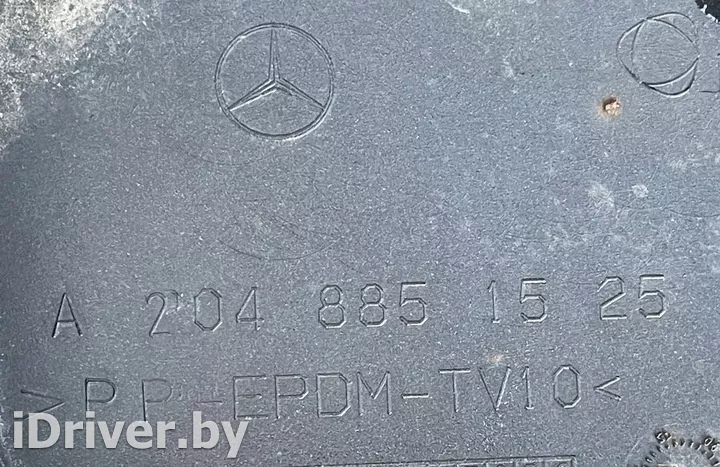 A 204 885 15 25
>PP-EPDM-TV10<
iDriver.by